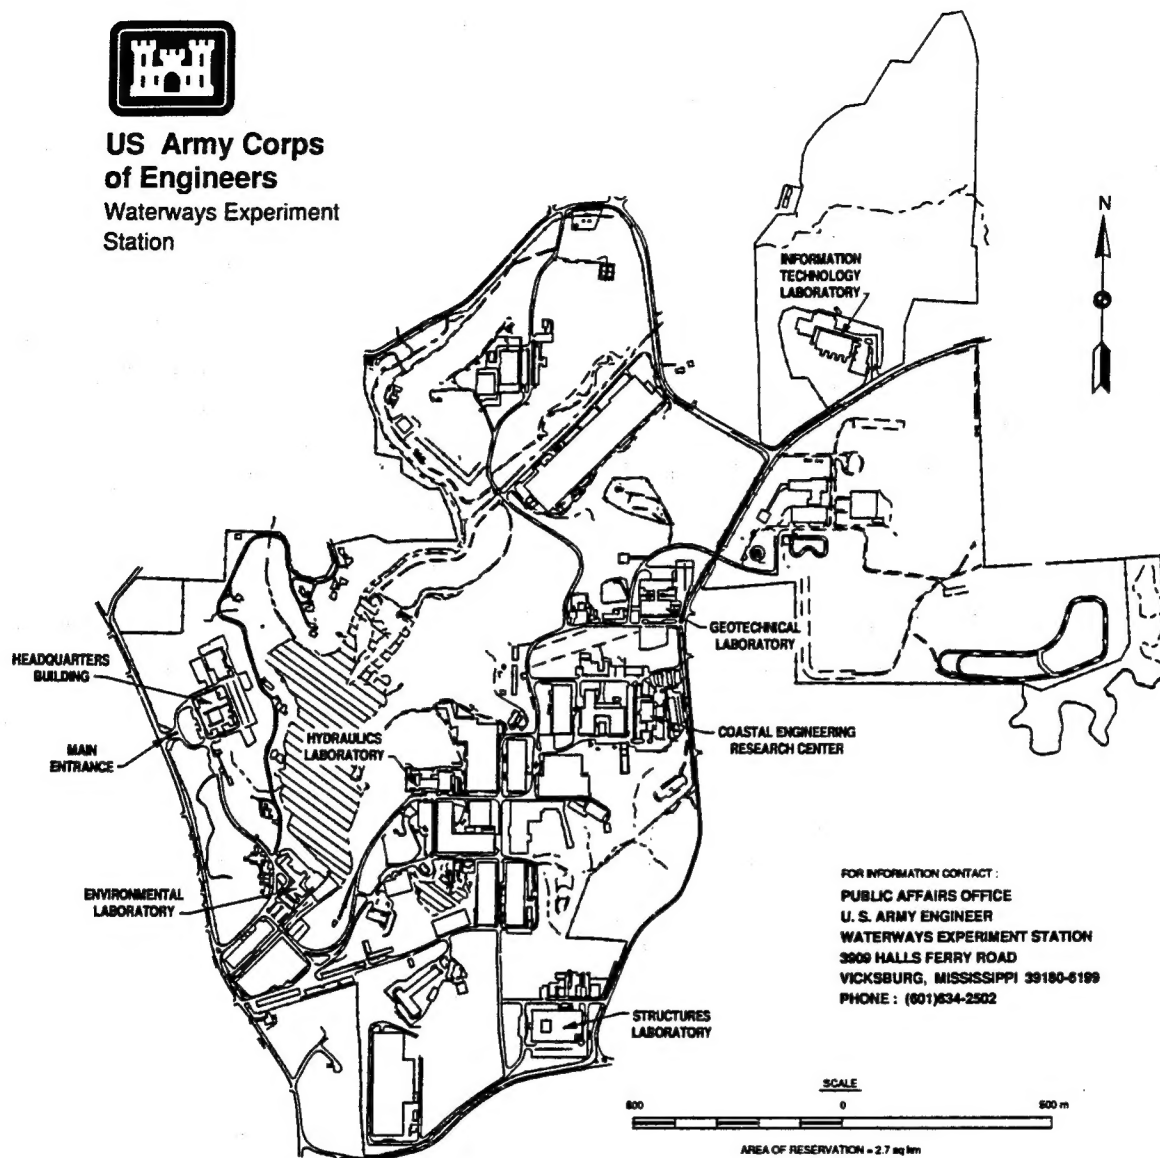 US Army Corps
of Engineers
Waterways Experiment
Station
N
INFORMATION
TECHNOLOGY
LABORATORY
GEOTECHNICAL
LABORATORY
HEADQUARTERS
BUILDING
MAIN
ENTRANCE
HYDRAULICS
LABORATORY
COASTAL ENGINEERING
RESEARCH CENTER
ENVIRONMENTAL
LABORATORY
STRUCTURES
LABORATORY
FOR INFORMATION CONTACT :
PUBLIC AFFAIRS OFFICE
U. S. ARMY ENGINEER
WATERWAYS EXPERIMENT STATION
3909 HALLS FERRY ROAD
VICKSBURG, MISSISSIPPI 39180-6199
PHONE : (601)634-2502
SCALE
500 0 500 m
AREA OF RESERVATION = 2.7 sq km